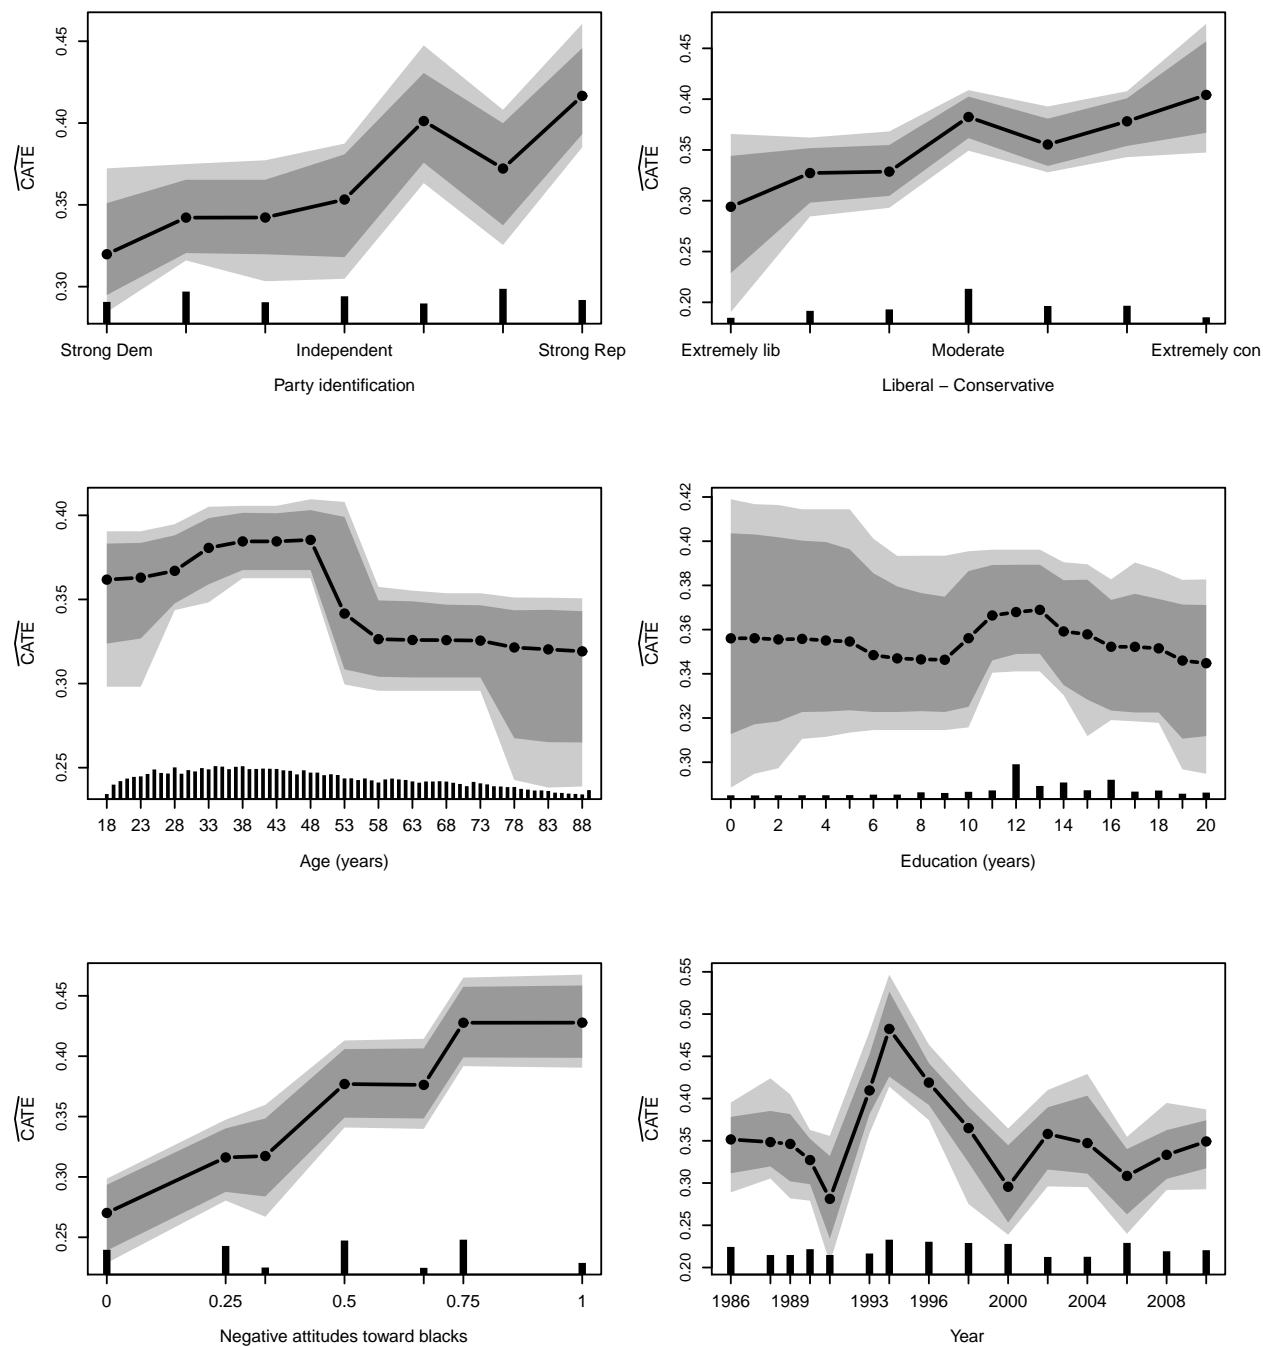 0.45
0.40
0.35
0.30
CATE
Strong Dem Independent Strong Rep
Party identification
0.45
0.40
0.35
0.30
0.25
0.20
CATE
Extremely lib Moderate Extremely con
Liberal − Conservative
0.40
0.35
0.30
0.25
CATE
18 23 28 33 38 43 48 53 58 63 68 73 78 83 88
Age (years)
0.42
0.40
0.38
0.36
0.34
0.32
0.30
CATE
0 2 4 6 8 10 12 14 16 18 20
Education (years)
0.45
0.40
0.35
0.30
0.25
CATE
0 0.25 0.5 0.75 1
Negative attitudes toward blacks
0.55
0.50
0.45
0.40
0.35
0.30
0.25
0.20
CATE
1986 1989 1993 1996 2000 2004 2008
Year